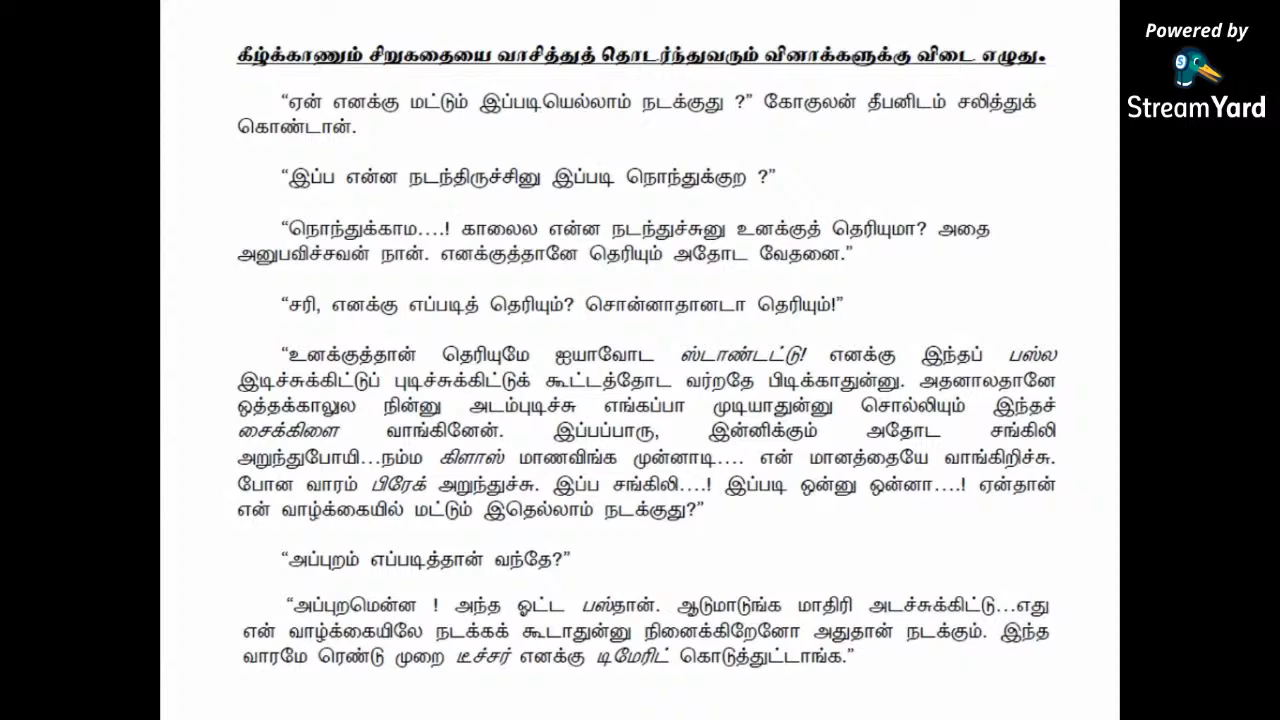 கீழ்க்காணும் சிறுகதையை வாசித்துத் தொடர்ந்துவரும் வினாக்களுக்கு விடை எழுது.
Powered by
StreamYard
“ஏன் எனக்கு மட்டும் இப்படியெல்லாம் நடக்குது ?” கோகுலன் தீபனிடம் சலித்துக்
கொண்டான்.
“இப்ப என்ன நடந்திருச்சினு இப்படி நொந்துக்குற ?”
“நொந்துக்காம....! காலைல என்ன நடந்துச்சுனு உனக்குத் தெரியுமா? அதை
அனுபவிச்சவன் நான். எனக்குத்தானே தெரியும் அதோட வேதனை.”
“சரி, எனக்கு எப்படித் தெரியும்? சொன்னாதானடா தெரியும்!”
“உனக்குத்தான் தெரியுமே ஐயாவோட ஸ்டாண்டட்டு! எனக்கு இந்தப் பஸ்ல
இடிச்சுக்கிட்டுப் புடிச்சுக்கிட்டுக் கூட்டத்தோட வர்றதே பிடிக்காதுன்னு. அதனாலதானே
ஒத்தக்காலுல நின்னு அடம்புடிச்சு எங்கப்பா முடியாதுன்னு சொல்லியும் இந்தச்
சைக்கிளை வாங்கினேன். இப்பப்பாரு, இன்னிக்கும் அதோட சங்கிலி
அறுந்துபோயி...நம்ம கிளாஸ் மாணவிங்க முன்னாடி.... என் மானத்தையே வாங்கிறிச்சு.
போன வாரம் பிரேக் அறுந்துச்சு. இப்ப சங்கிலி....! இப்படி ஒன்னு ஒன்னா....! ஏன்தான்
என் வாழ்க்கையில் மட்டும் இதெல்லாம் நடக்குது?”
“அப்புறம் எப்படித்தான் வந்தே?”
“அப்புறமென்ன ! அந்த ஓட்ட பஸ்தான். ஆடுமாடுங்க மாதிரி அடச்சுக்கிட்டு...எது
என் வாழ்க்கையிலே நடக்கக் கூடாதுன்னு நினைக்கிறேனோ அதுதான் நடக்கும். இந்த
வாரமே ரெண்டு முறை டீச்சர் எனக்கு டிமேரிட் கொடுத்துட்டாங்க.”